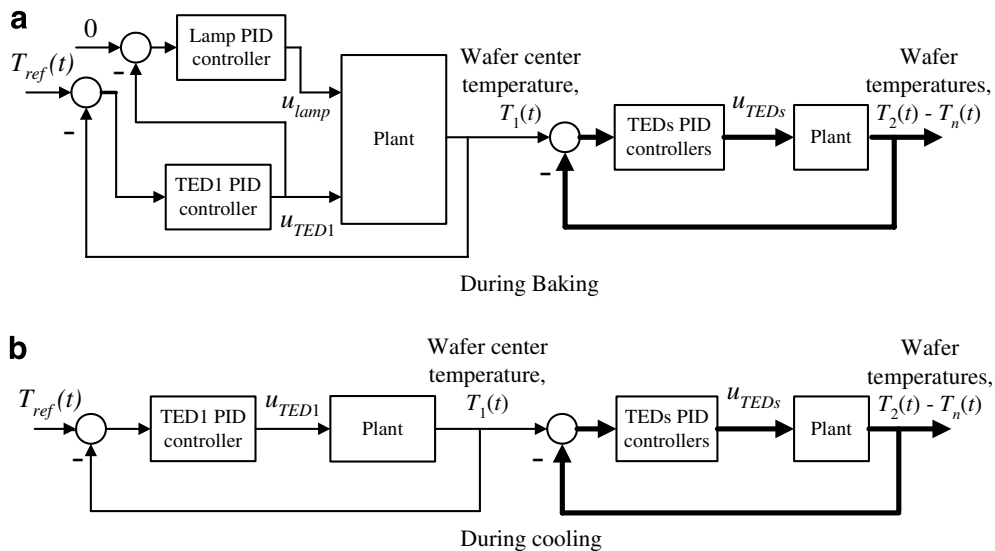 a
0
Lamp PID
controller
T_ref(t)
-
-
u_lamp
Plant
TED1 PID
controller
u_TED1
Wafer center
temperature,
T_1(t)
-
TEDs PID
controllers
u_TEDs
Plant
Wafer
temperatures,
T_2(t) - T_n(t)
During Baking
b
T_ref(t)
-
TED1 PID
controller
u_TED1
Plant
Wafer center
temperature,
T_1(t)
-
TEDs PID
controllers
u_TEDs
Plant
Wafer
temperatures,
T_2(t) - T_n(t)
During cooling